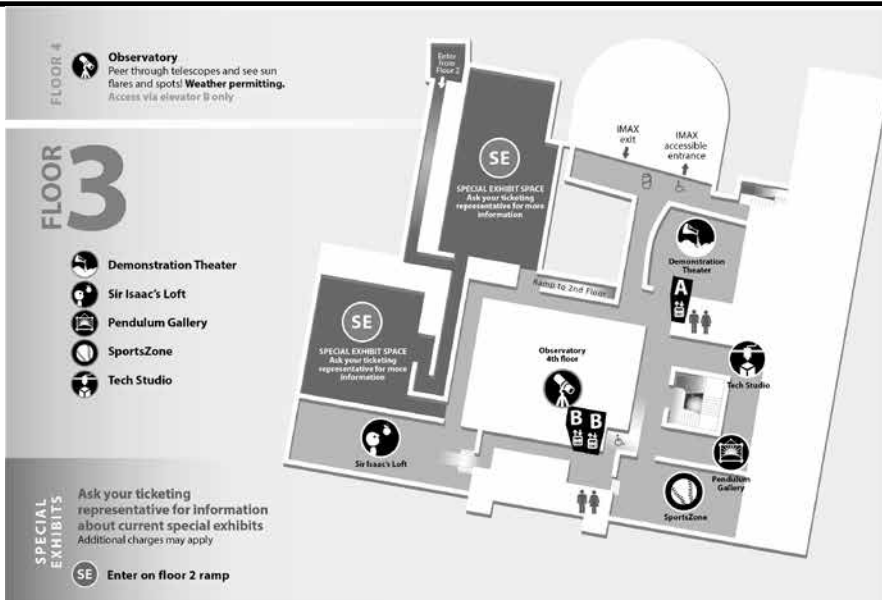 FLOOR 4
Observatory
Peer through telescopes and see sun
flares and spots! Weather permitting.
Access via elevator B only
FLOOR
3
Demonstration Theater
Sir Isaac's Loft
Pendulum Gallery
SportsZone
Tech Studio
SPECIAL
EXHIBITS
Ask your ticketing
representative for information
about current special exhibits
Additional charges may apply
SE
Enter on floor 2 ramp
Enter
from
Floor 2
SE
SPECIAL EXHIBIT SPACE
Ask your ticketing
representative for more
information
IMAX
exit
IMAX
accessible
entrance
Demonstration
Theater
Ramp to 2nd Floor
A
SE
SPECIAL EXHIBIT SPACE
Ask your ticketing
representative for more
information
Observatory
4th floor
Tech Studio
B
B
Sir Isaac's Loft
Pendulum
Gallery
SportsZone